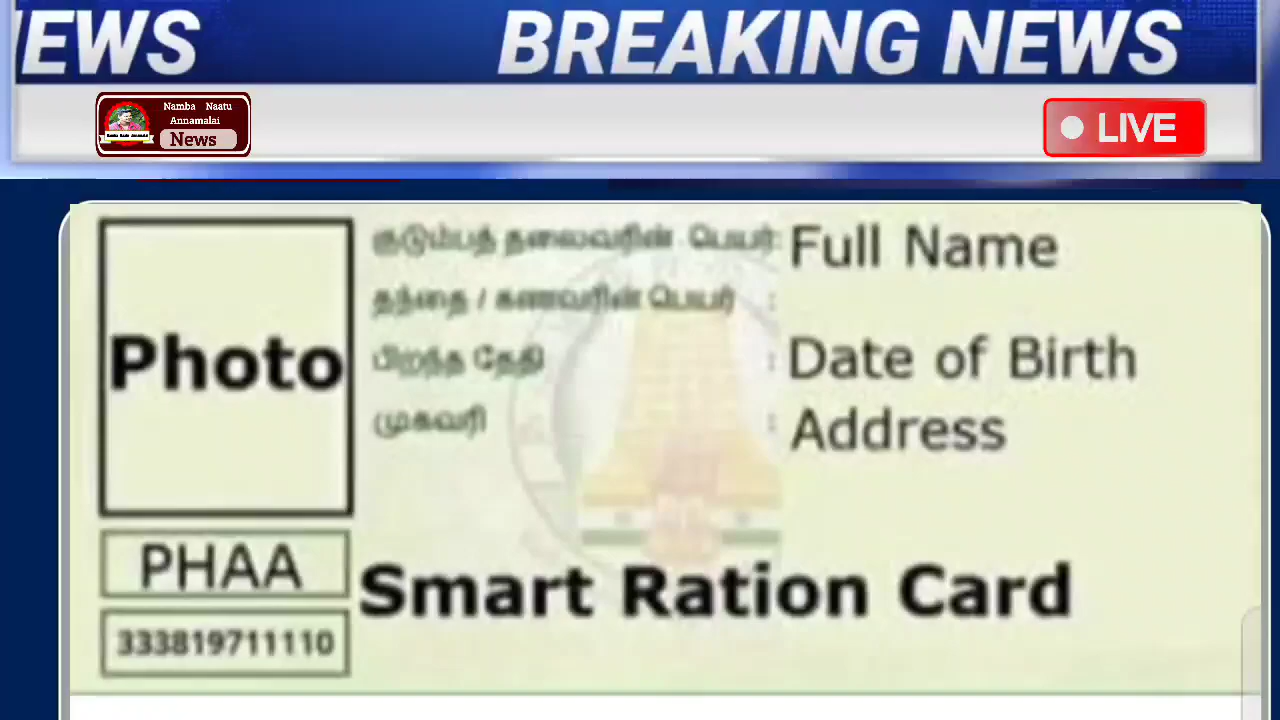 EWS BREAKING NEWS
Namba Naatu
Annamalai
News
LIVE
குடும்பத் தலைவரின் பெயர்: Full Name
தந்தை / கணவரின் பெயர் :
பிறந்த தேதி : Date of Birth
முகவரி : Address
Photo
PHAA
Smart Ration Card
333819711110